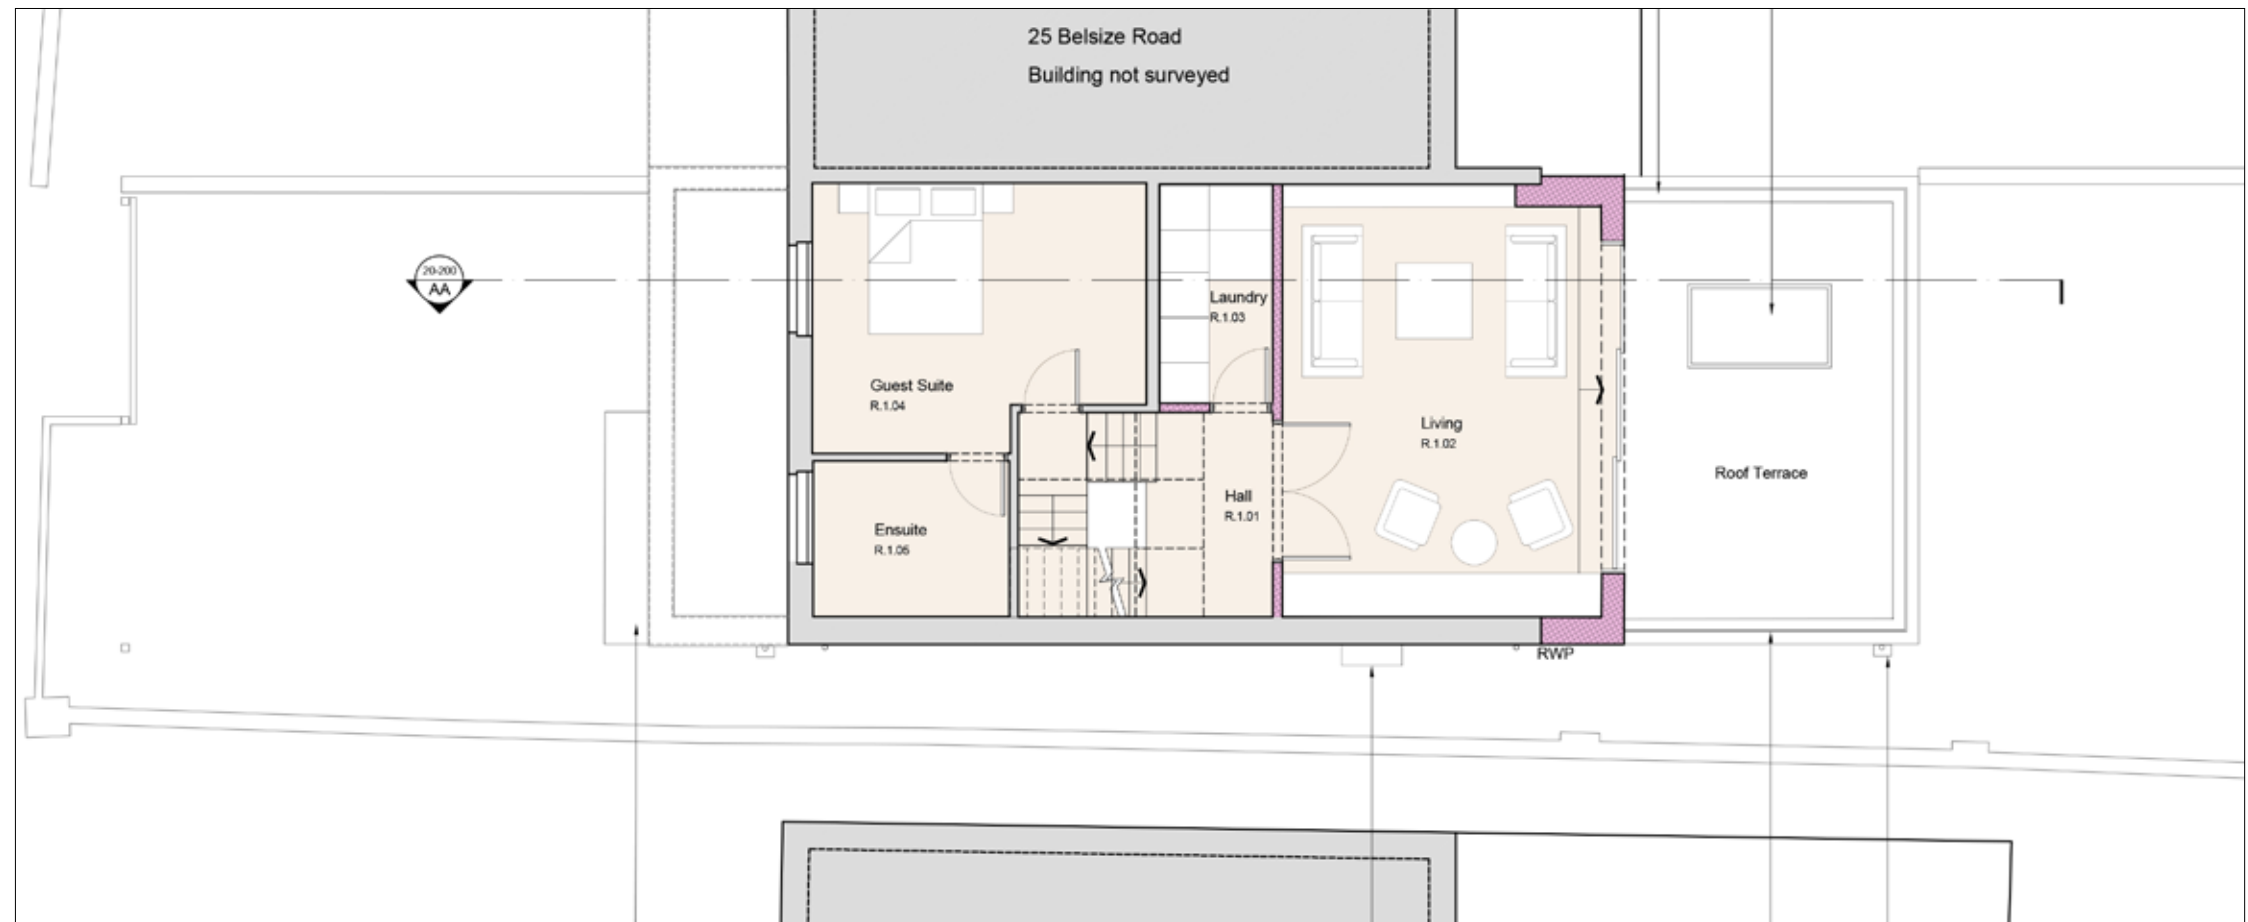 25 Belsize Road
Building not surveyed
20-200
AA
Laundry
R.1.03
Guest Suite
R.1.04
Living
R.1.02
Roof Terrace
Hall
R.1.01
Ensuite
R.1.05
RWP